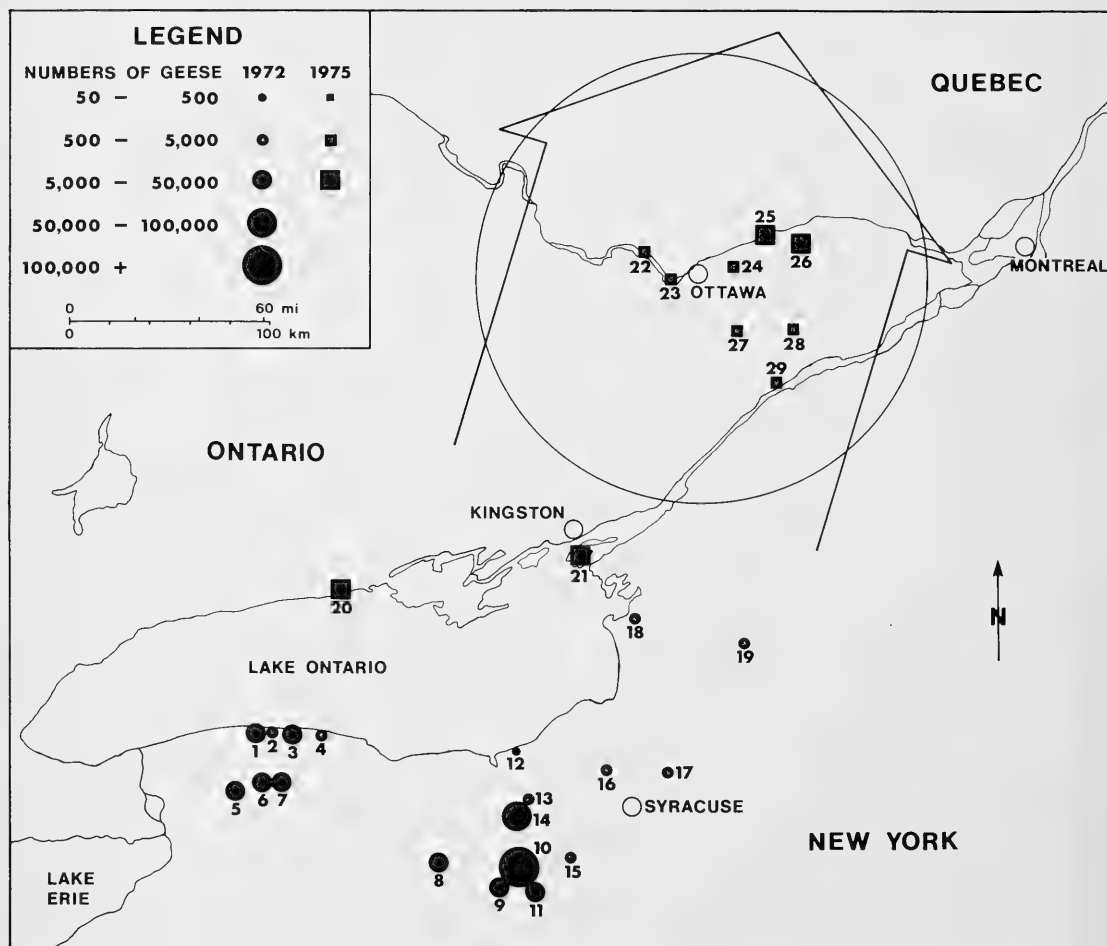 LEGEND
NUMBERS OF GEESE 1972 1975
50 – 500
500 – 5,000
5,000 – 50,000
50,000 – 100,000
100,000 +
0 60 mi
0 100 km
QUEBEC
MONTREAL
25
26
22
24
23
OTTAWA
27
28
29
ONTARIO
KINGSTON
21
20
18
19
N
LAKE ONTARIO
1
2
3
4
12
16
17
5
6
7
13
SYRACUSE
14
NEW YORK
10
15
8
9
11
LAKE
ERIE